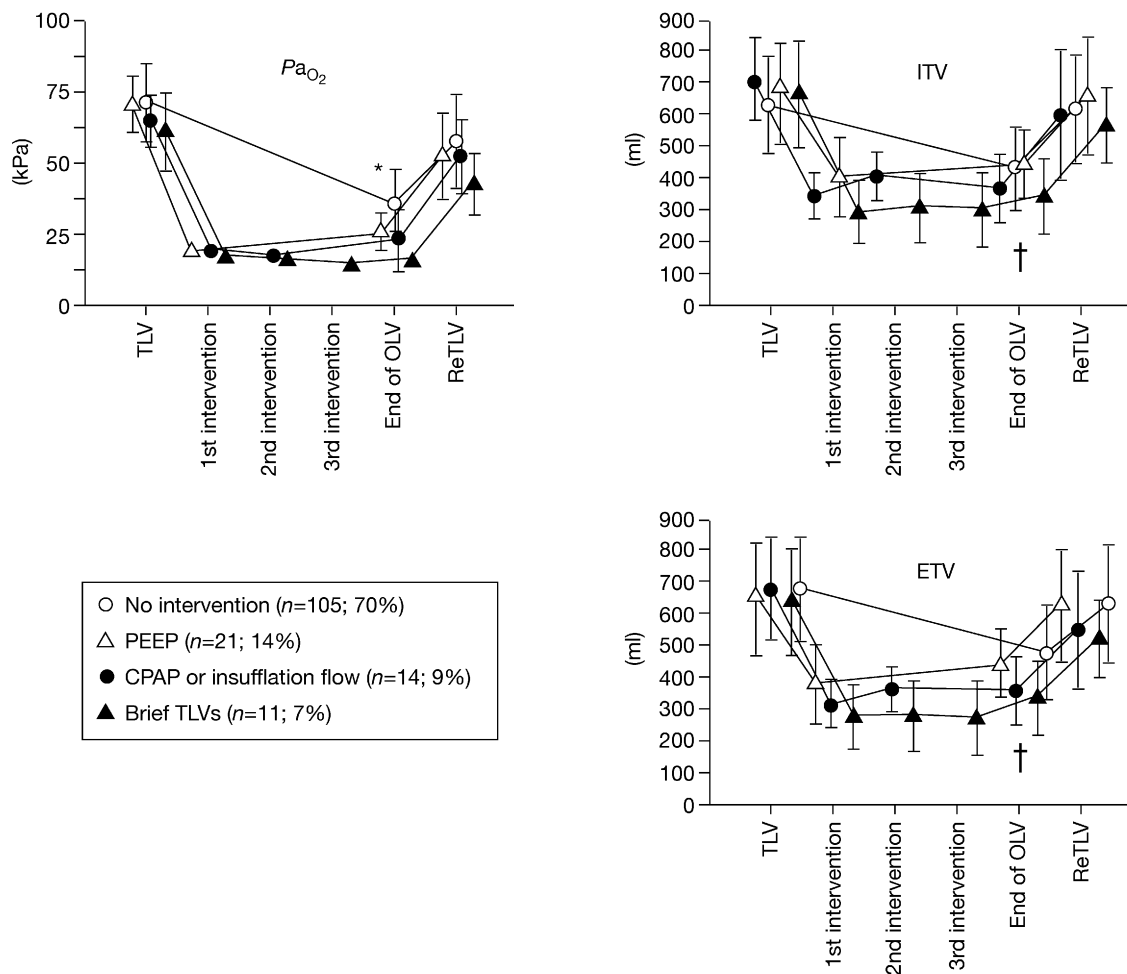 100
75
50
25
0
(kPa)
PaO2
*
TLV
1st intervention
2nd intervention
3rd intervention
End of OLV
ReTLV
900
800
700
600
500
400
300
200
100
0
(ml)
ITV
†
TLV
1st intervention
2nd intervention
3rd intervention
End of OLV
ReTLV
No intervention (n=105; 70%)
PEEP (n=21; 14%)
CPAP or insufflation flow (n=14; 9%)
Brief TLVs (n=11; 7%)
900
800
700
600
500
400
300
200
100
0
(ml)
ETV
†
TLV
1st intervention
2nd intervention
3rd intervention
End of OLV
ReTLV